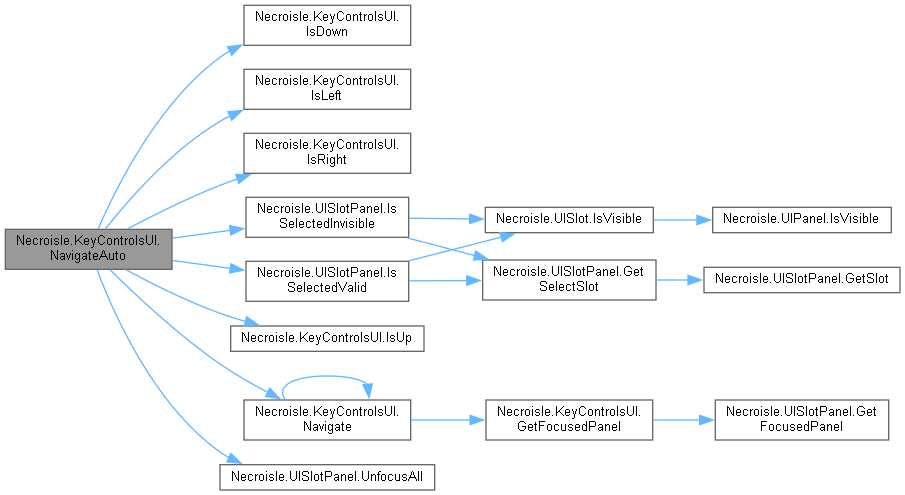 Necroisle.KeyControlsUI.
NavigateAuto
Necroisle.KeyControlsUI.
IsDown
Necroisle.KeyControlsUI.
IsLeft
Necroisle.KeyControlsUI.
IsRight
Necroisle.UISlotPanel.Is
SelectedInvisible
Necroisle.UISlot.IsVisible
Necroisle.UIPanel.IsVisible
Necroisle.UISlotPanel.Is
SelectedValid
Necroisle.UISlotPanel.Get
SelectSlot
Necroisle.UISlotPanel.GetSlot
Necroisle.KeyControlsUI.IsUp
Necroisle.KeyControlsUI.
Navigate
Necroisle.KeyControlsUI.
GetFocusedPanel
Necroisle.UISlotPanel.Get
FocusedPanel
Necroisle.UISlotPanel.UnfocusAll